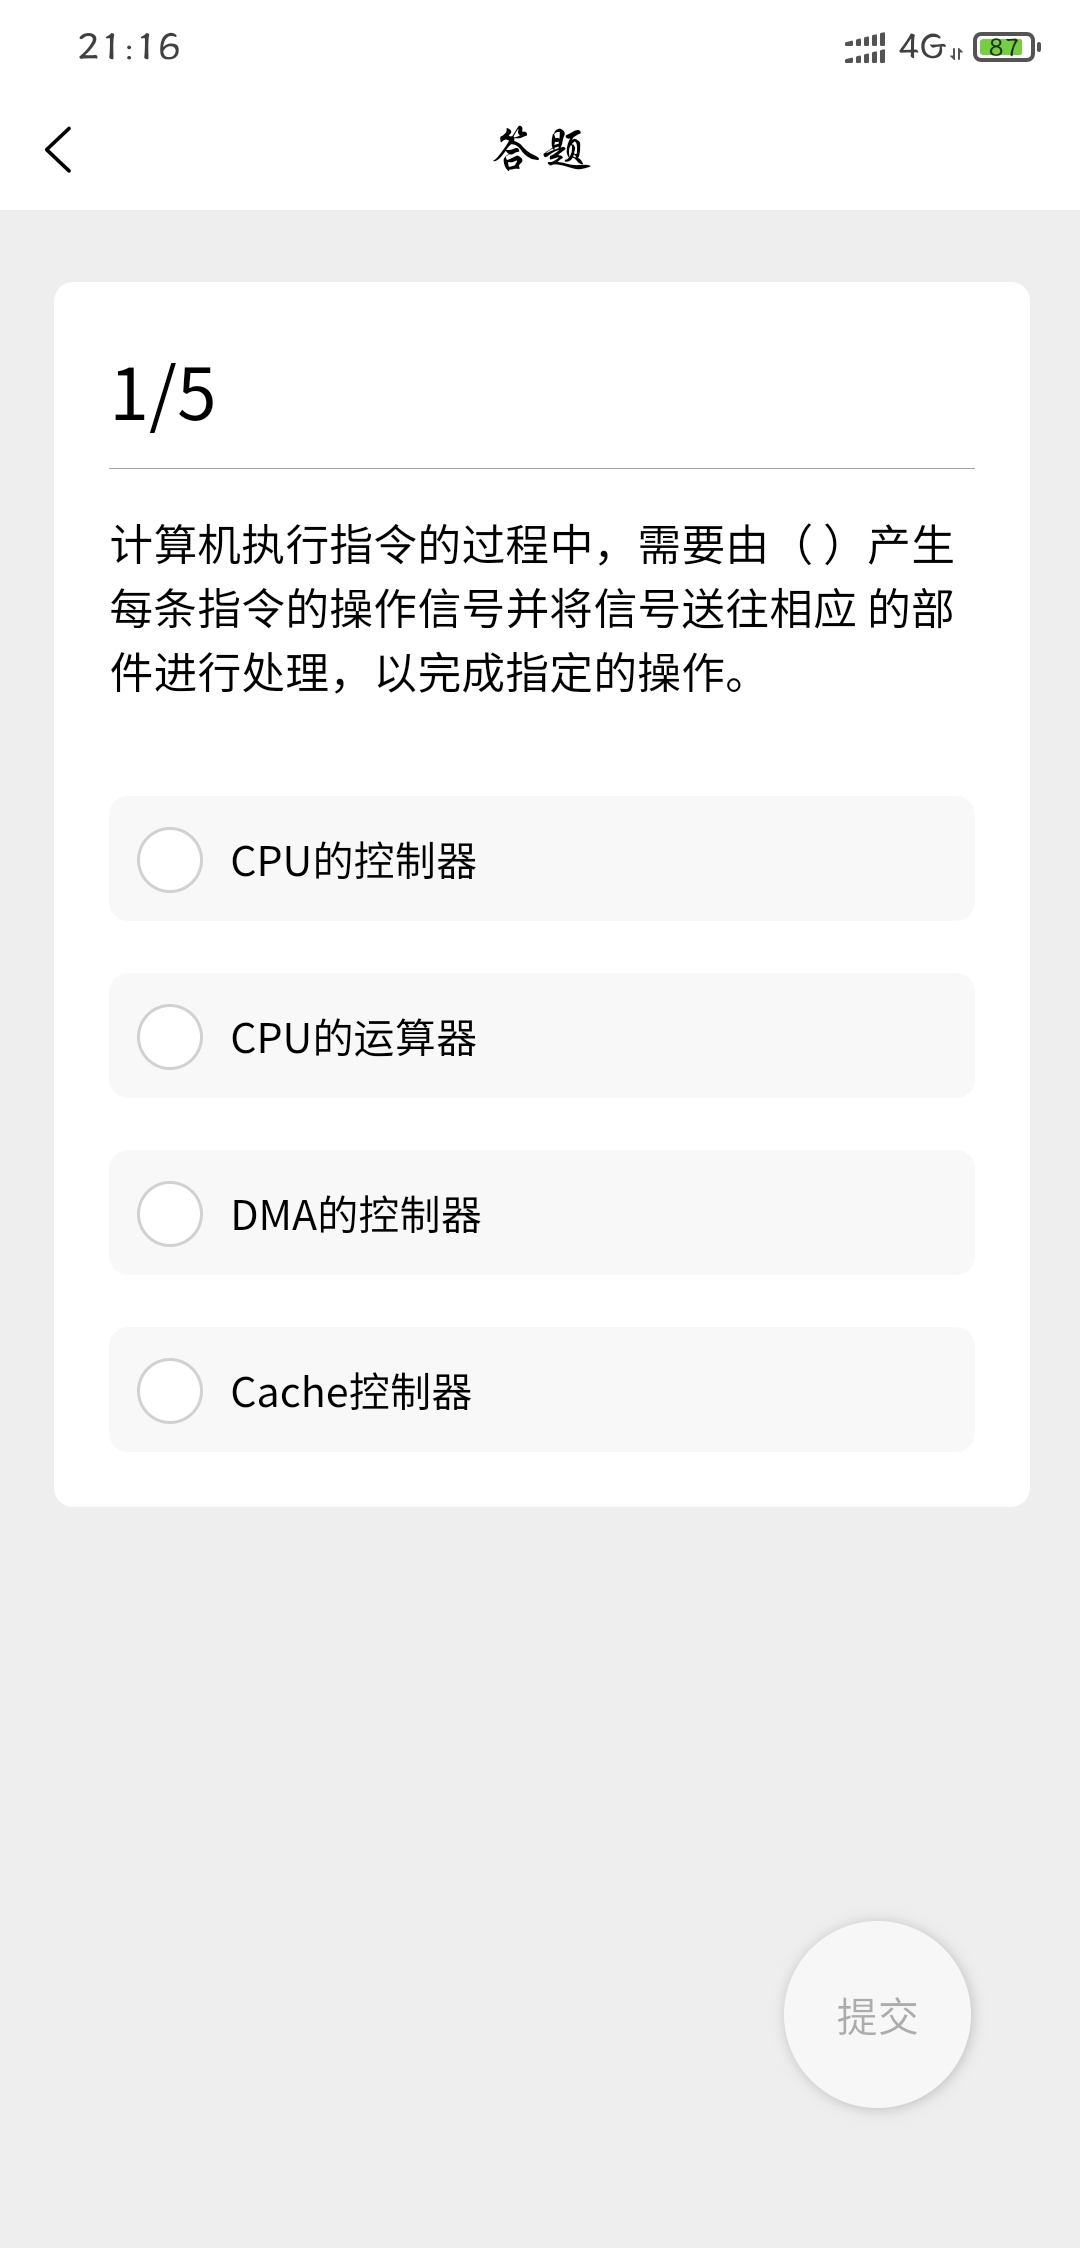 21:16
4G
87
答题
1/5
计算机执行指令的过程中，需要由（ ）产生
每条指令的操作信号并将信号送往相应 的部
件进行处理，以完成指定的操作。
CPU的控制器
CPU的运算器
DMA的控制器
Cache控制器
提交